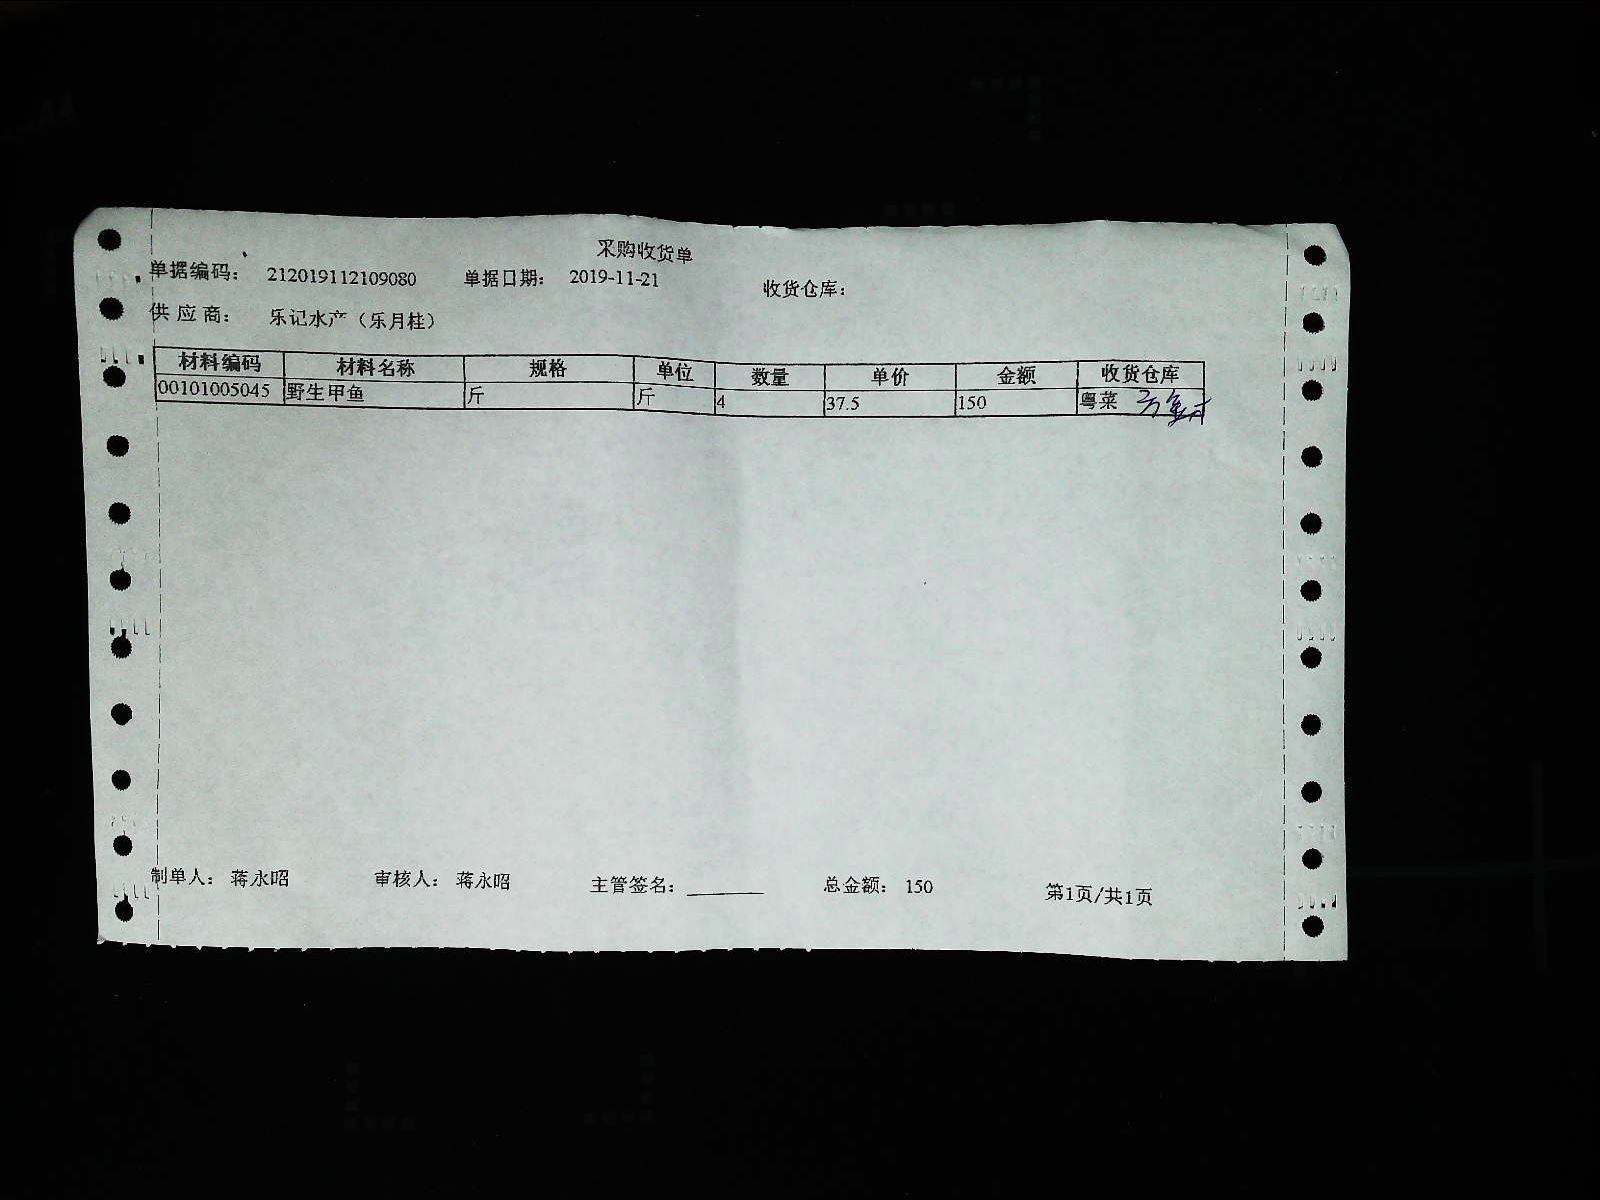 采购收货单
单据编码： 212019112109080 单据日期： 2019-11-21 收货仓库：
供应商： 乐记水产（乐月柱）
材料编码 材料名称 规格 单位 数量 单价 金额 收货仓库
00101005045 野生甲鱼 斤 斤 4 37.5 150 粤菜
制单人： 蒋永昭 审核人： 蒋永昭 主管签名： 总金额： 150 第1页/共1页